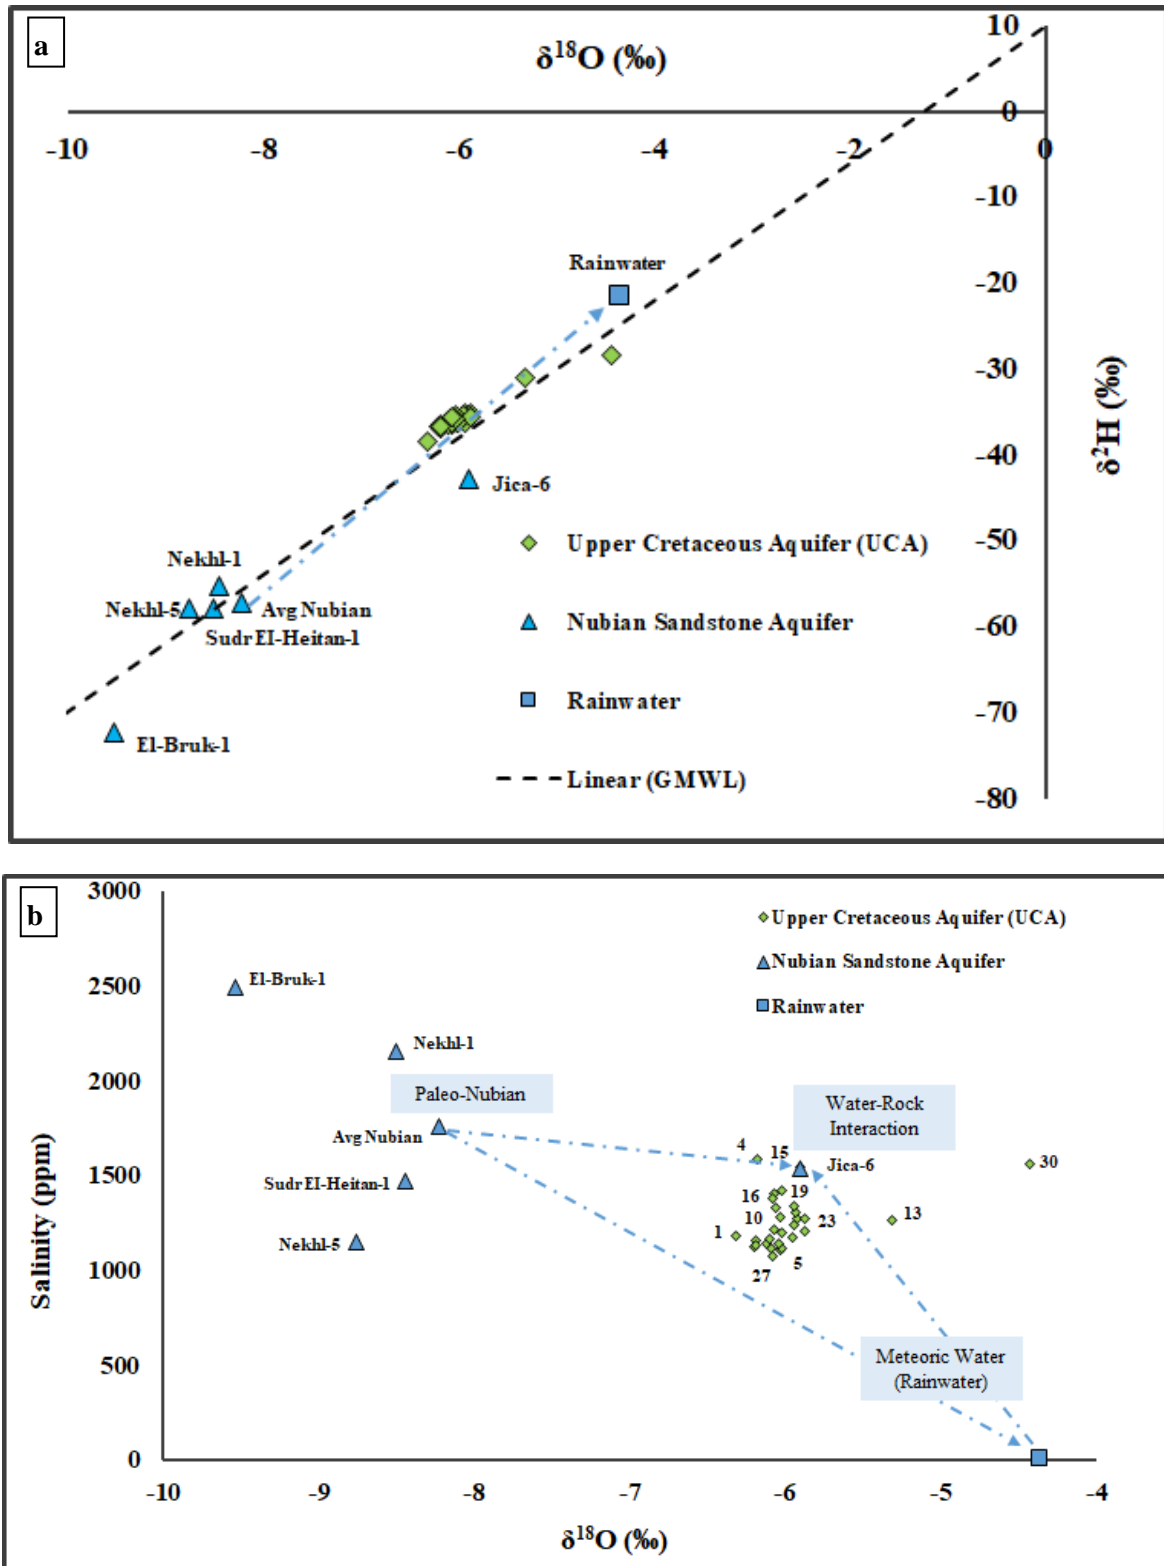 a
δ18O (‰)
10
0
-10
-8
-6
-4
-2
0
-10
Rainwater
-20
-30
δ2H (‰)
-40
Jica-6
-50
Upper Cretaceous Aquifer (UCA)
Nekhl-1
Nekhl-5
Avg Nubian
-60
Nubian Sandstone Aquifer
Sudr EI-Heitan-1
Rainwater
-70
El-Bruk-1
Linear (GMWL)
-80
b
3000
Upper Cretaceous Aquifer (UCA)
Nubian Sandstone Aquifer
Rainwater
El-Bruk-1
2500
Nekhl-1
2000
Paleo-Nubian
Water-Rock
Interaction
Avg Nubian
4
15
Jica-6
30
1500
Sudr EI-Heitan-1
16
19
10
23
13
1
Nekhl-5
5
27
1000
Salinity (ppm)
500
Meteoric Water
(Rainwater)
0
-10
-9
-8
-7
-6
-5
-4
δ18O (‰)